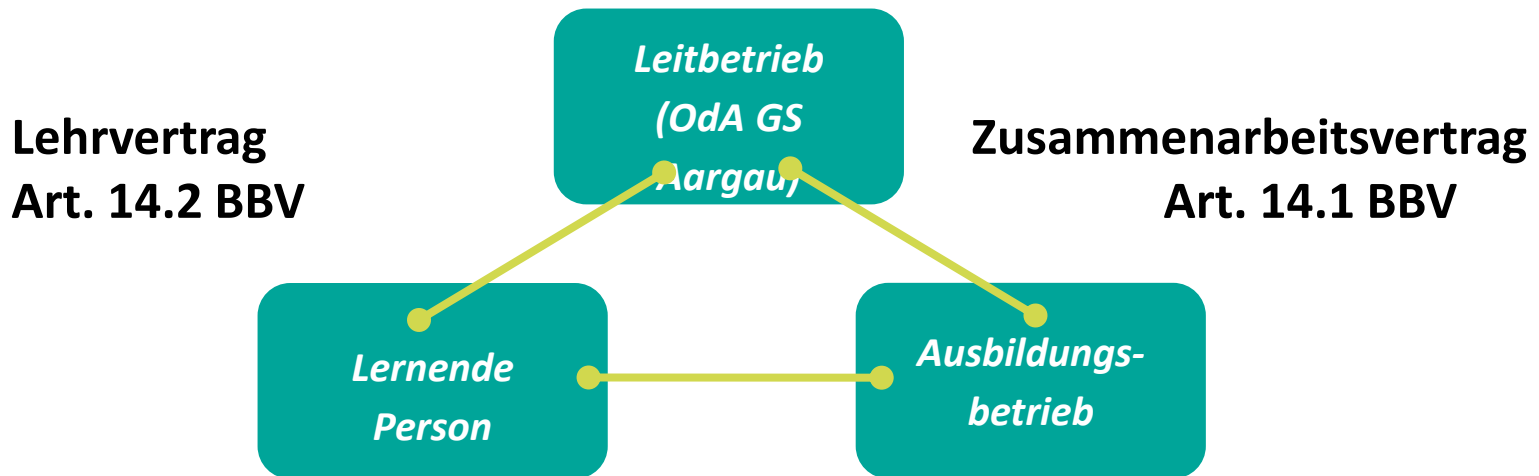 Leitbetrieb
(OdA GS
Aargau)
Lehrvertrag
Art. 14.2 BBV
Zusammenarbeitsvertrag
Art. 14.1 BBV
Lernende
Person
Ausbildungs-
betrieb